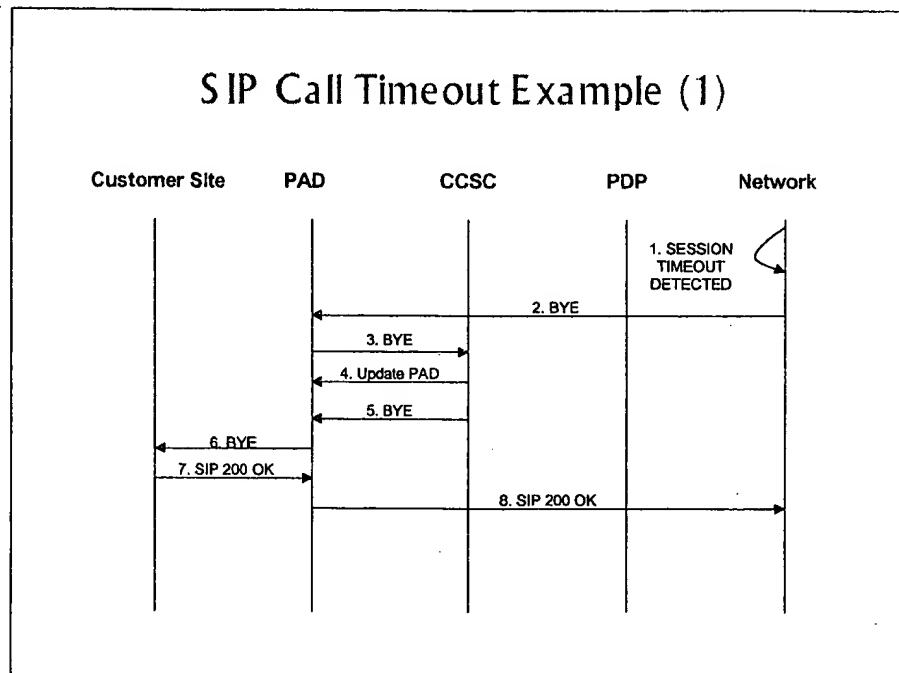 SIP Call Timeout Example (1)
Customer Site PAD CCSC PDP Network
1. SESSION
TIMEOUT
DETECTED
2. BYE
3. BYE
4. Update PAD
5. BYE
6. BYE
7. SIP 200 OK
8. SIP 200 OK